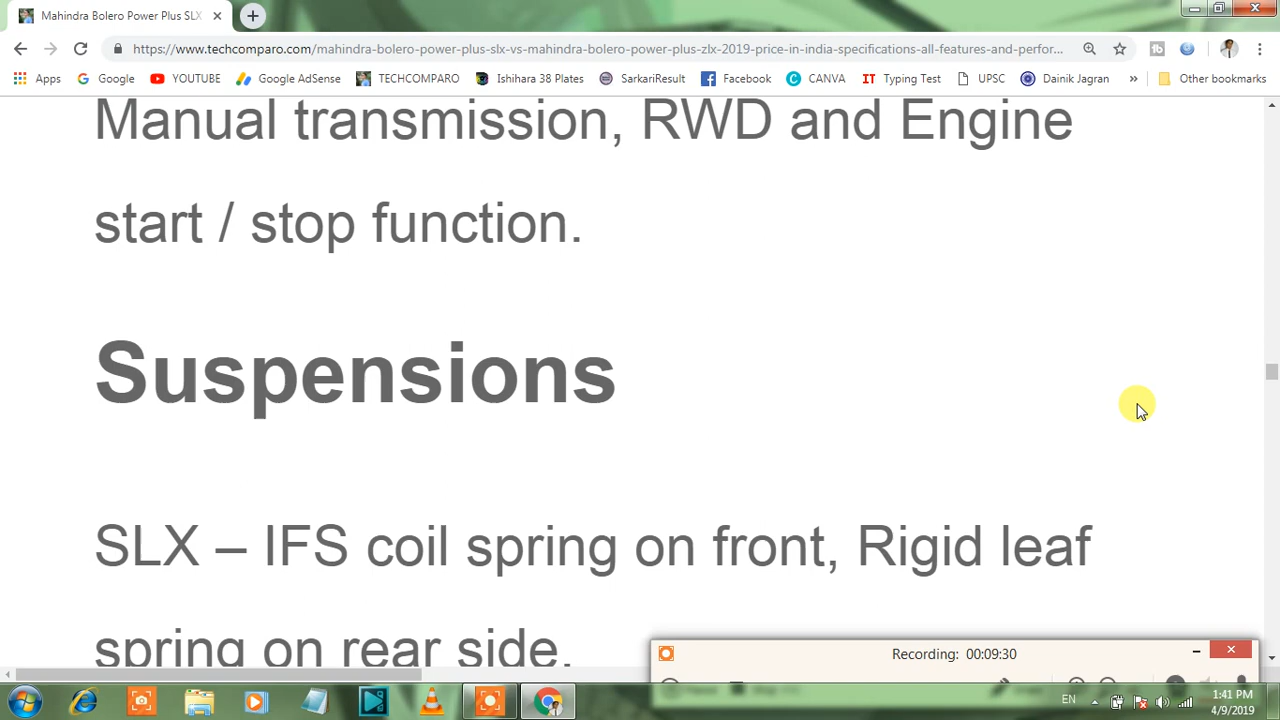 Mahindra Bolero Power Plus SLX
https://www.techcomparo.com/mahindra-bolero-power-plus-slx-vs-mahindra-bolero-power-plus-zlx-2019-price-in-india-specifications-all-features-and-perfor...
Apps Google YOUTUBE Google AdSense TECHCOMPARO Ishihara 38 Plates SarkariResult Facebook CANVA IT Typing Test UPSC Dainik Jagran » Other bookmarks
Manual transmission, RWD and Engine
start / stop function.
Suspensions
SLX – IFS coil spring on front, Rigid leaf
spring on rear side.
Recording: 00:09:30
EN
1:41 PM
4/9/2019